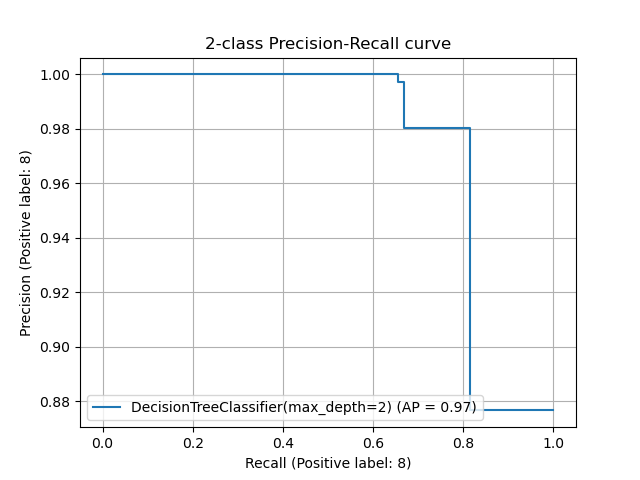 2-class Precision-Recall curve
1.00
0.98
0.96
0.94
0.92
0.90
0.88
Precision (Positive label: 8)
DecisionTreeClassifier(max_depth=2) (AP = 0.97)
0.0 0.2 0.4 0.6 0.8 1.0
Recall (Positive label: 8)